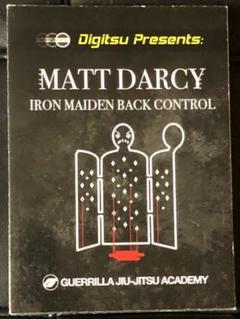 Digitsu Presents:
MATT DARCY
IRON MAIDEN BACK CONTROL
GUERRILLA JIU-JITSU ACADEMY